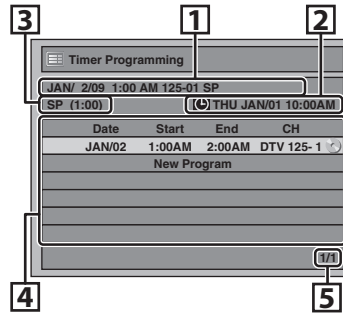 3 1 2
Timer Programming
JAN/ 2/09 1:00 AM 125-01 SP
SP (1:00) THU JAN/01 10:00AM
Date Start End CH
JAN/02 1:00AM 2:00AM DTV 125- 1
New Program
1/1
4 5